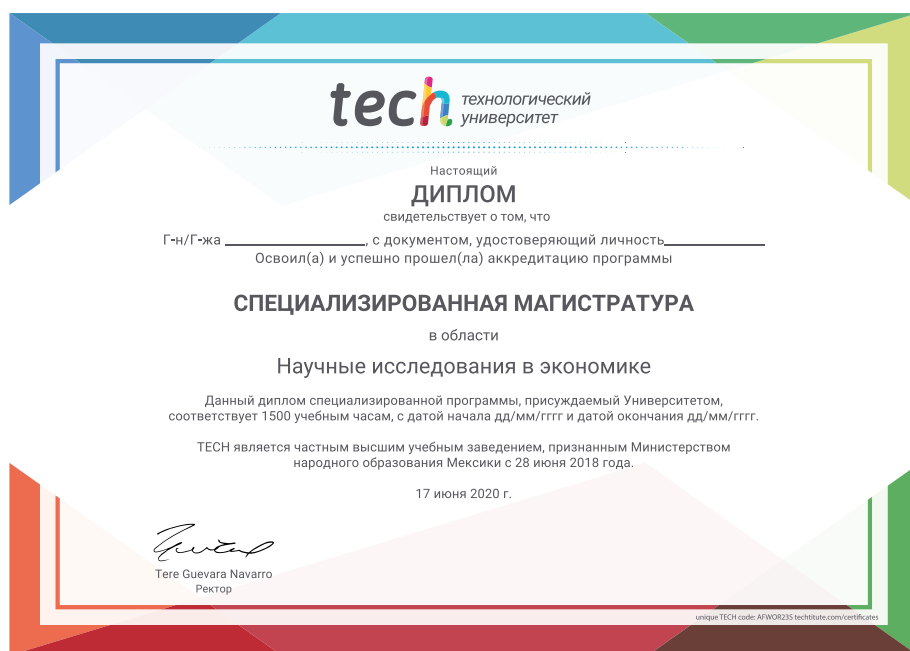 tech технологический
университет
Настоящий
ДИПЛОМ
свидетельствует о том, что
Г-н/Г-жа , с документом, удостоверяющий личность
Освоил(а) и успешно прошел(ла) аккредитацию программы
СПЕЦИАЛИЗИРОВАННАЯ МАГИСТРАТУРА
в области
Научные исследования в экономике
Данный диплом специализированной программы, присуждаемый Университетом,
соответствует 1500 учебным часам, с датой начала дд/мм/гггг и датой окончания дд/мм/гггг.
TECH является частным высшим учебным заведением, признанным Министерством
народного образования Мексики с 28 июня 2018 года.
17 июня 2020 г.
Tere Guevara Navarro
Ректор
unique TECH code: AFWOR23S techtitute.com/certificates